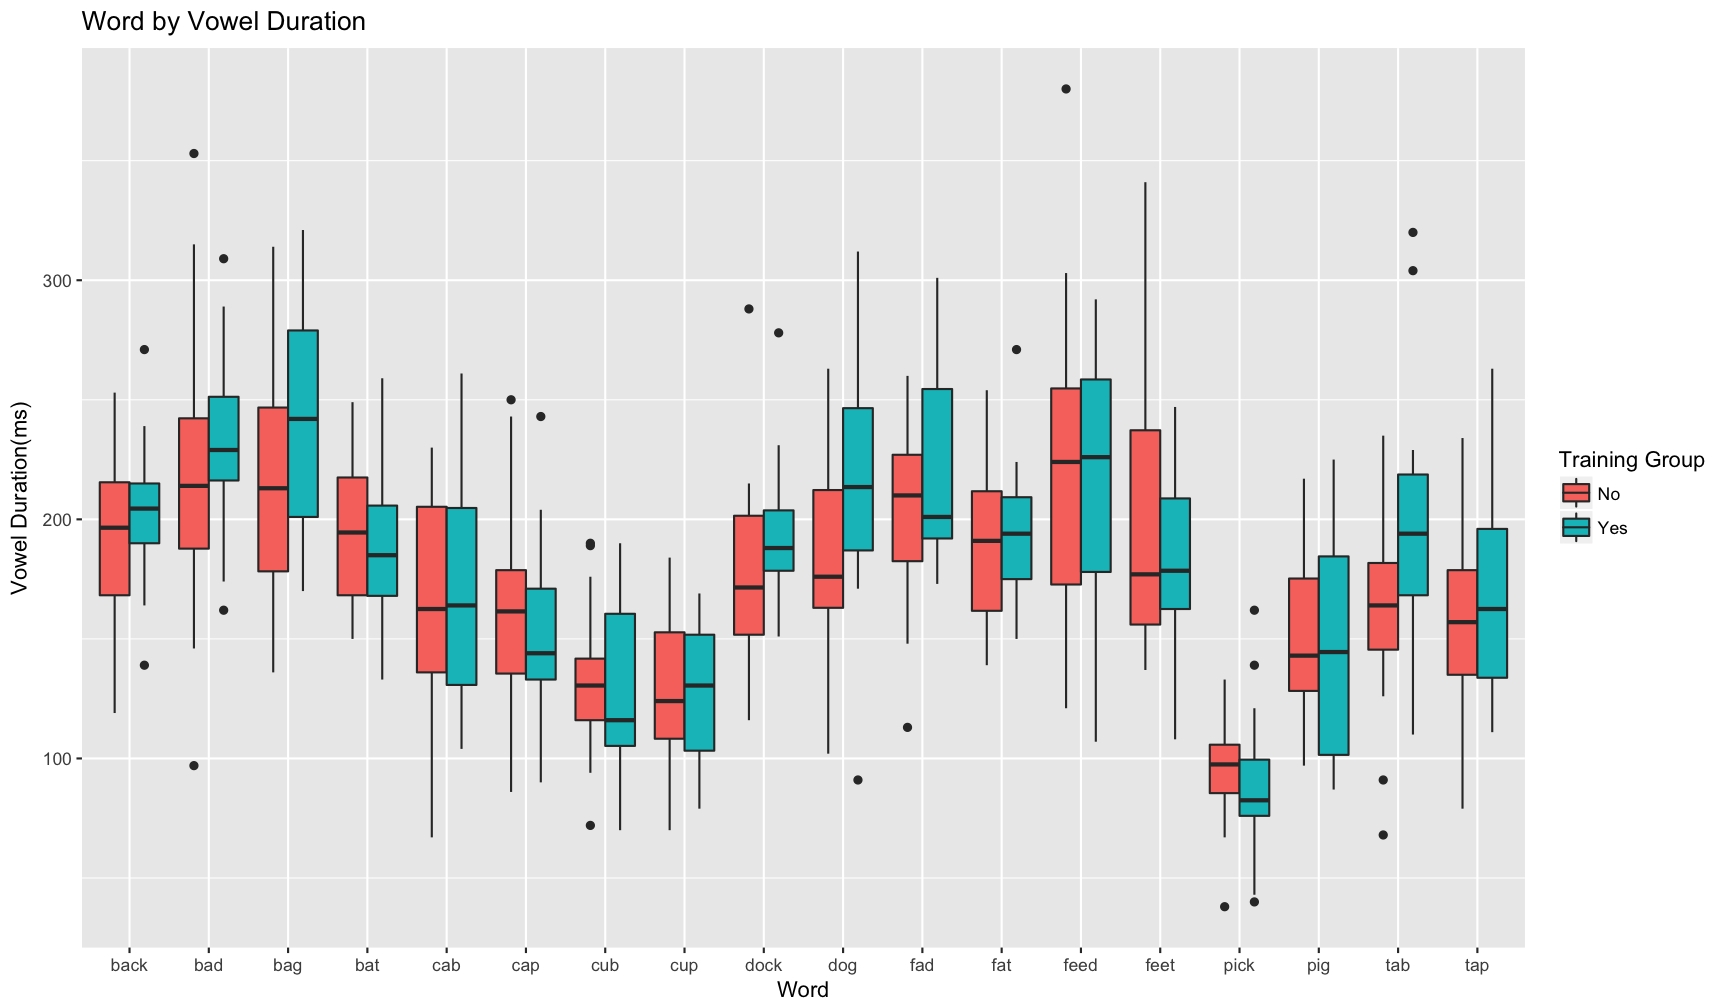 Word by Vowel Duration
Vowel Duration(ms)
300
200
100
back bad bag bat cab cap cub cup dock dog fad fat feed feet pick pig tab tap
Word
Training Group
No
Yes